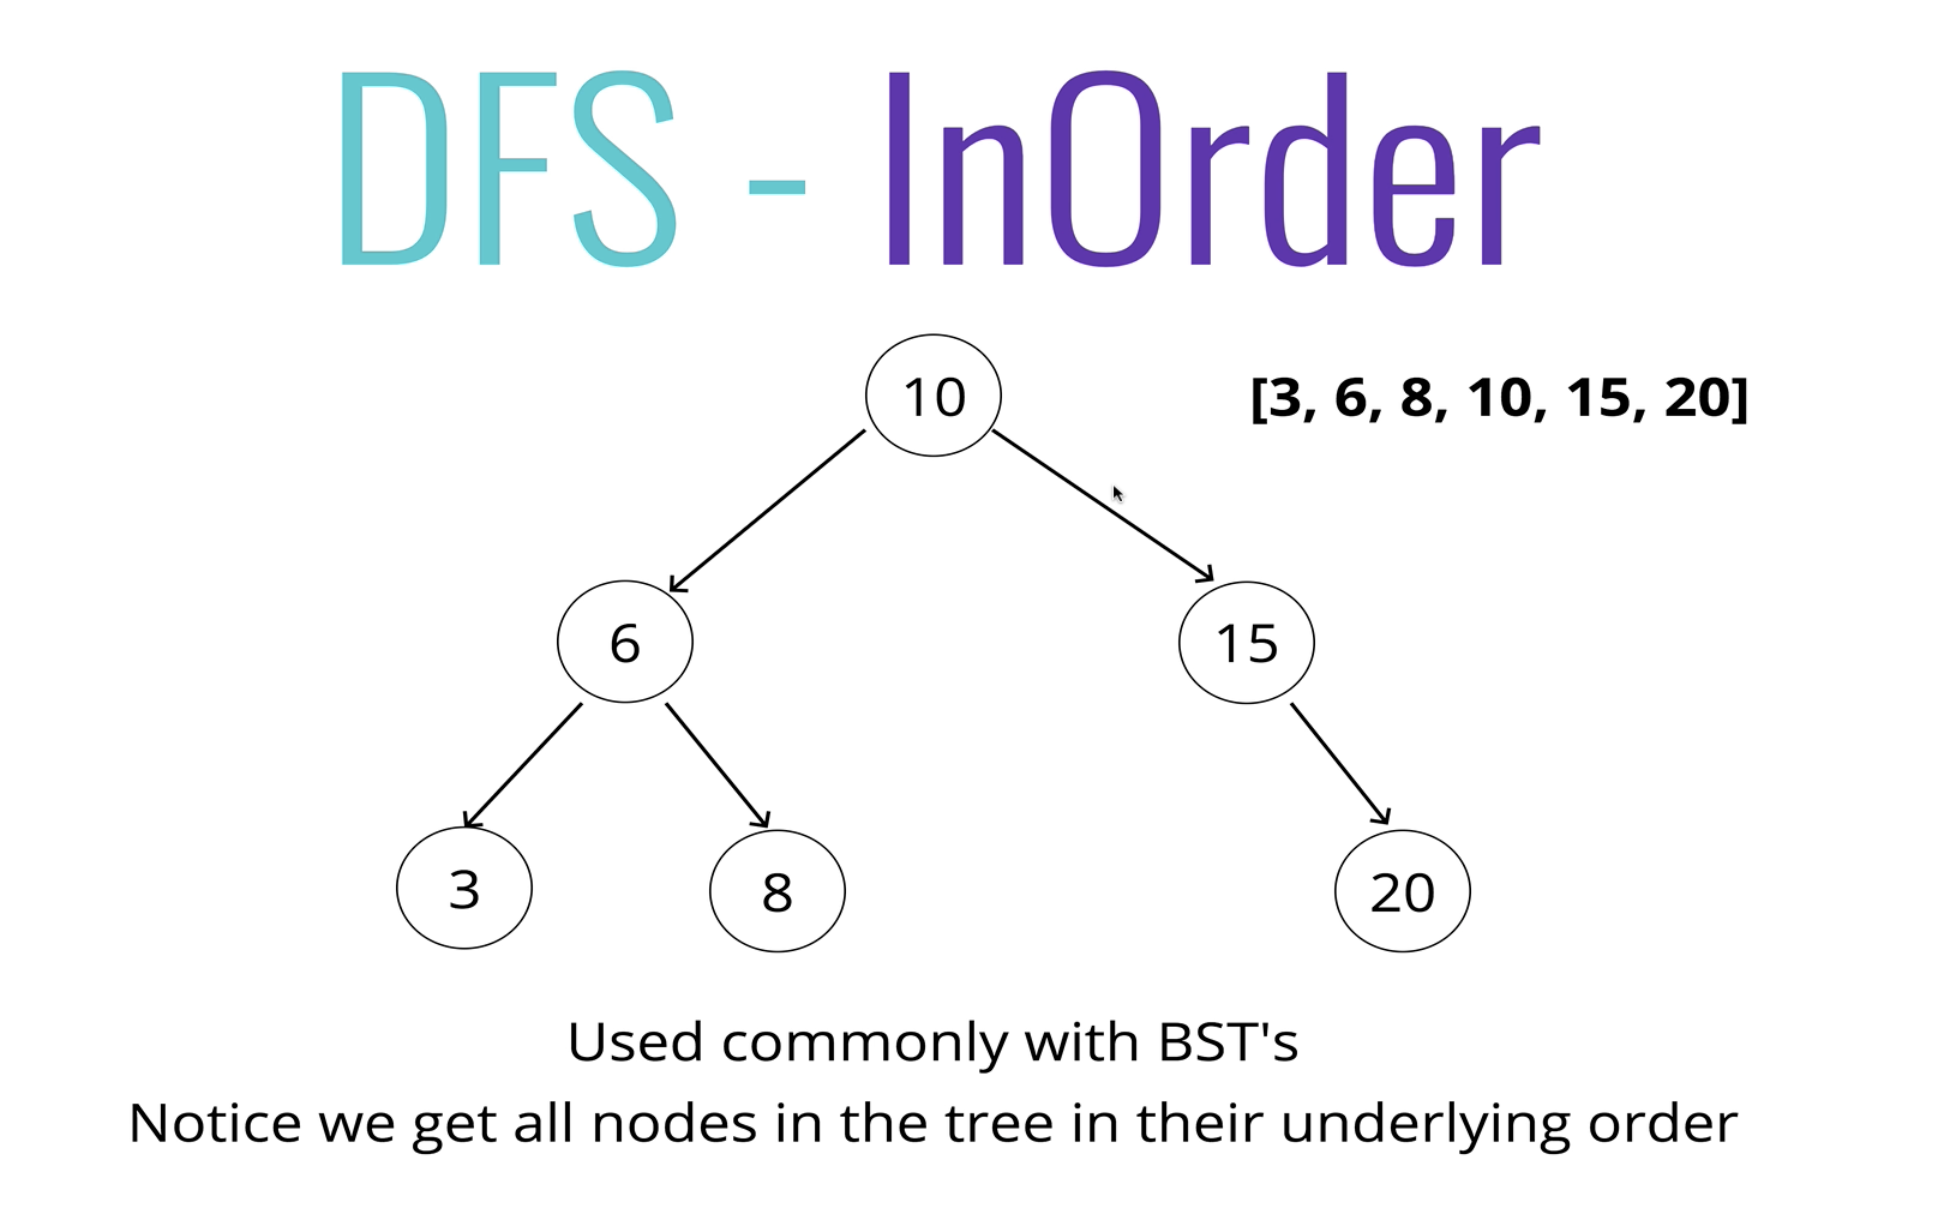 DFS - InOrder
10
[3, 6, 8, 10, 15, 20]
6
15
3
8
20
Used commonly with BST's
Notice we get all nodes in the tree in their underlying order